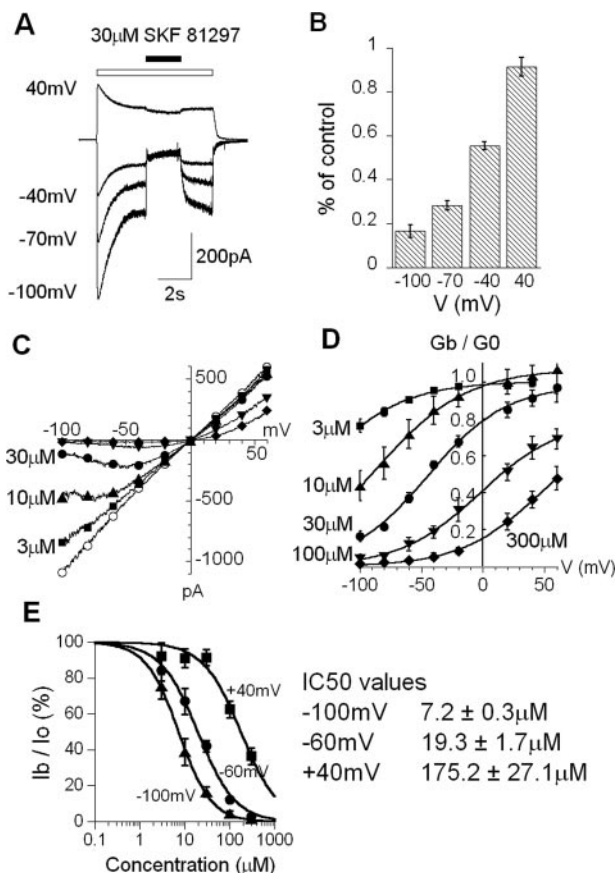 A
30μM SKF 81297
40mV
-40mV
-70mV
-100mV
200pA
2s
B
% of control
1
0.8
0.6
0.4
0.2
0
-100 -70 -40 40
V (mV)
C
500
mV
-100 -50 50
30μM
10μM
3μM
-500
-1000
pA
D
Gb / G0
1.0
0.8
0.6
0.4
0.2
3μM
10μM
30μM
100μM
300μM
-100 -60 -20 0 20 60
V (mV)
E
Ib / Io (%)
100
80
60
40
20
0
+40mV
-60mV
-100mV
0.1 1 10 100 1000
Concentration (μM)
IC50 values
-100mV 7.2 ± 0.3μM
-60mV 19.3 ± 1.7μM
+40mV 175.2 ± 27.1μM